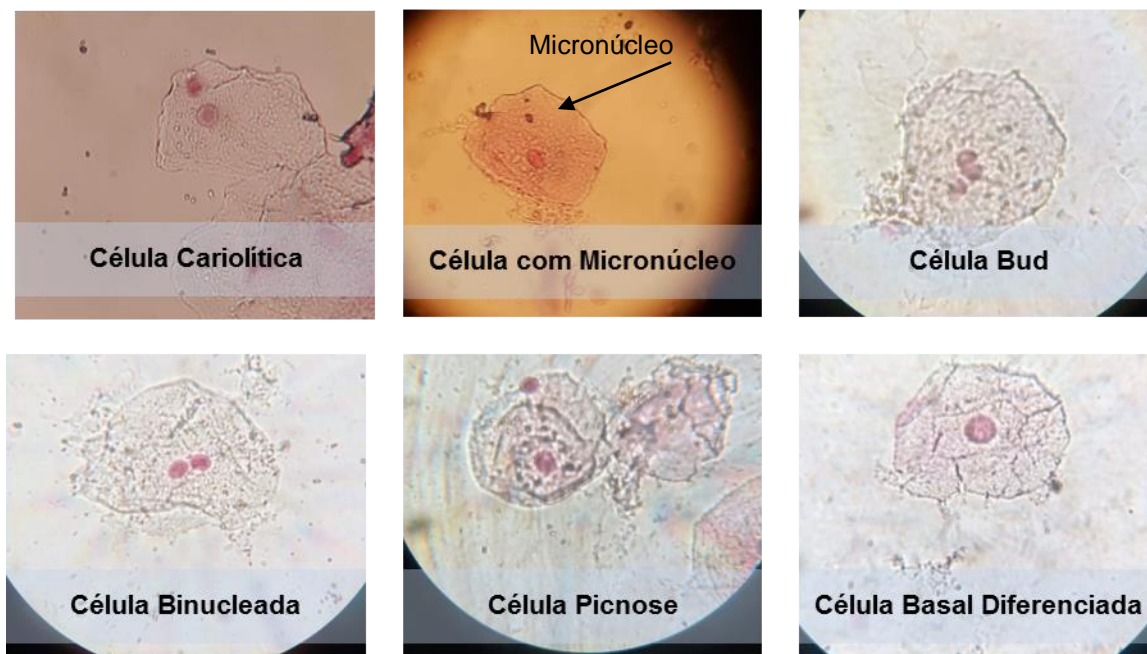 Micronúcleo
Célula Cariolítica
Célula com Micronúcleo
Célula Bud
Célula Binucleada
Célula Picnose
Célula Basal Diferenciada